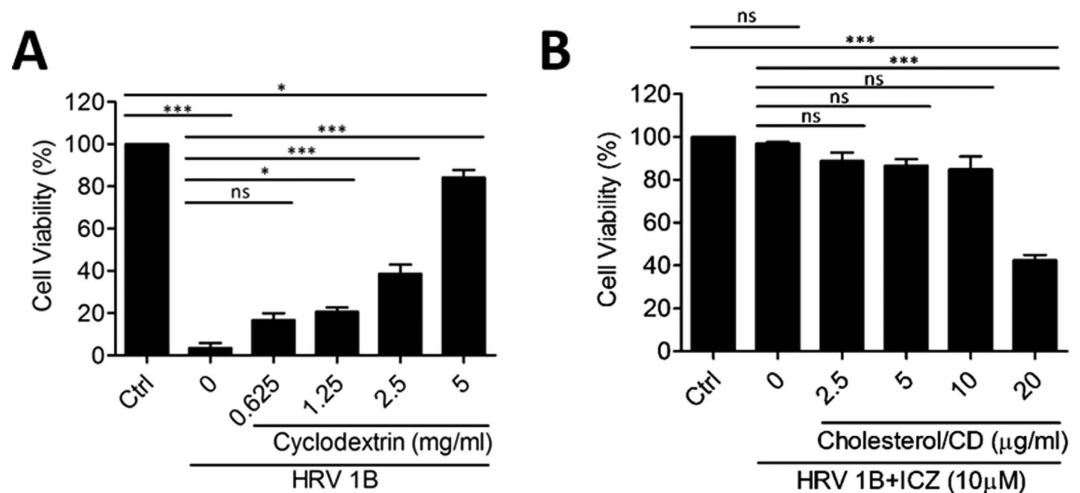 A
*
***
***
***
*
ns
Cell Viability (%)
120
100
80
60
40
20
0
Ctrl
0
0.625
1.25
2.5
5
Cyclodextrin (mg/ml)
HRV 1B
B
ns
***
***
ns
ns
ns
Cell Viability (%)
120
100
80
60
40
20
0
Ctrl
0
2.5
5
10
20
Cholesterol/CD (μg/ml)
HRV 1B+ICZ (10μM)